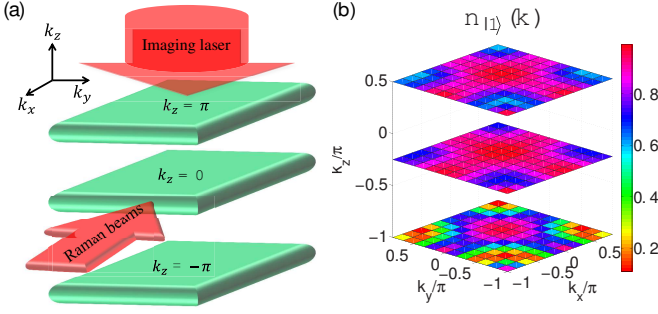 (a)
k_z
k_x
k_y
Imaging laser
k_z = π
k_z = 0
Raman beams
k_z = −π
(b)
n_|1⟩(k)
0.5
0
−0.5
−1
k_z/π
0.5
0
−0.5
−1
k_y/π
−1
−0.5
0
0.5
k_x/π
0.8
0.6
0.4
0.2